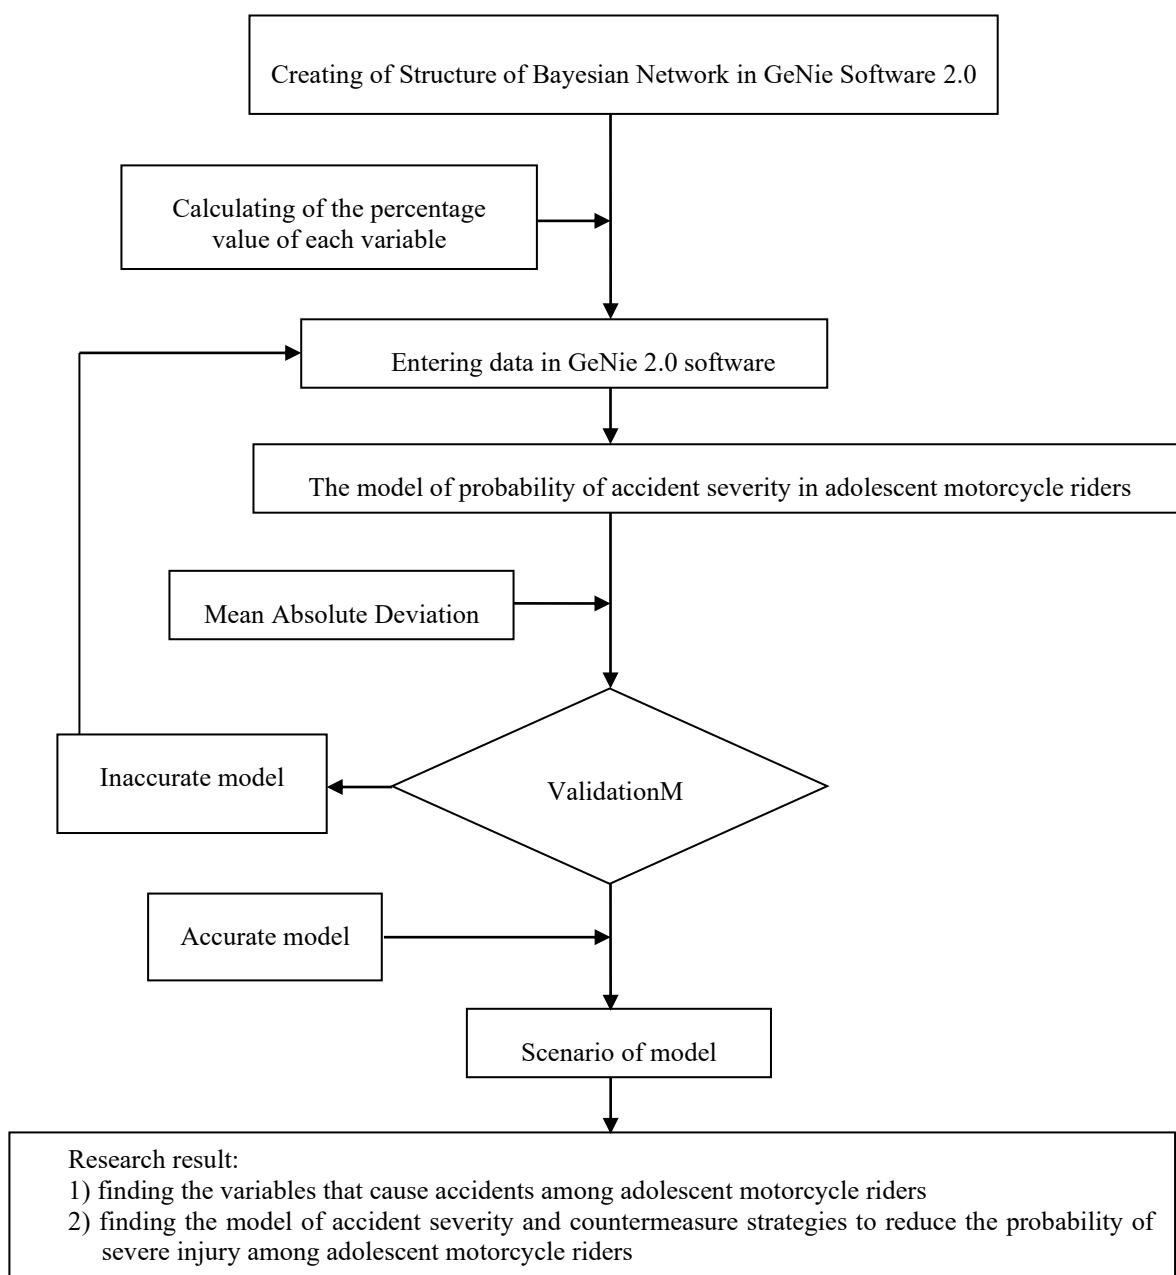 Creating of Structure of Bayesian Network in GeNie Software 2.0
Calculating of the percentage
value of each variable
Entering data in GeNie 2.0 software
The model of probability of accident severity in adolescent motorcycle riders
Mean Absolute Deviation
Inaccurate model
ValidationM
Accurate model
Scenario of model
Research result:
1) finding the variables that cause accidents among adolescent motorcycle riders
2) finding the model of accident severity and countermeasure strategies to reduce the probability of
severe injury among adolescent motorcycle riders